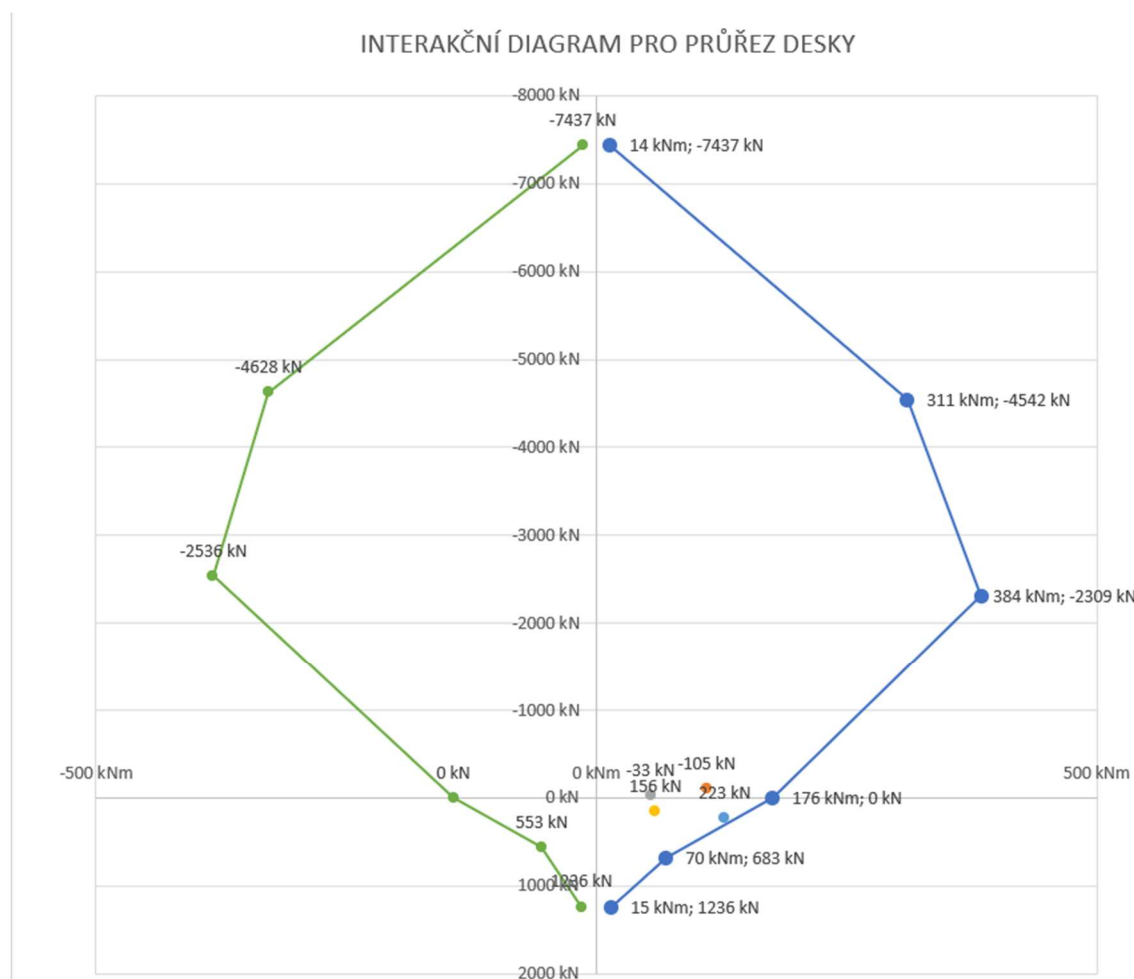 INTERAKČNÍ DIAGRAM PRO PRŮŘEZ DESKY
-8000 kN
-7437 kN
14 kNm; -7437 kN
-7000 kN
-6000 kN
-5000 kN
-4628 kN
311 kNm; -4542 kN
-4000 kN
-3000 kN
-2536 kN
384 kNm; -2309 kN
-2000 kN
-1000 kN
-105 kN
-500 kNm
0 kN
0 kNm
-33 kN
500 kNm
156 kN
223 kN
0 kN
176 kNm; 0 kN
553 kN
70 kNm; 683 kN
1236 kN
1000 kN
15 kNm; 1236 kN
2000 kN